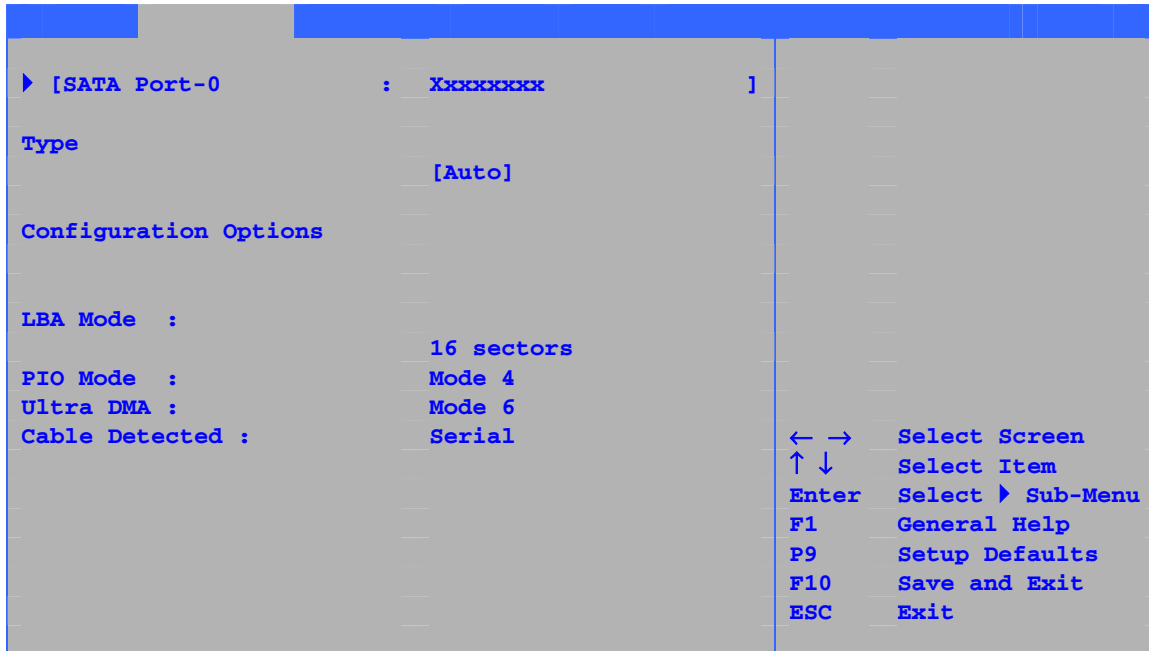 [SATA Port-0 : Xxxxxxxx ]
Type
[Auto]
Configuration Options
LBA Mode :
16 sectors
PIO Mode : Mode 4
Ultra DMA : Mode 6
Cable Detected : Serial
← → Select Screen
↑ ↓ Select Item
Enter Select ▶ Sub-Menu
F1 General Help
P9 Setup Defaults
F10 Save and Exit
ESC Exit